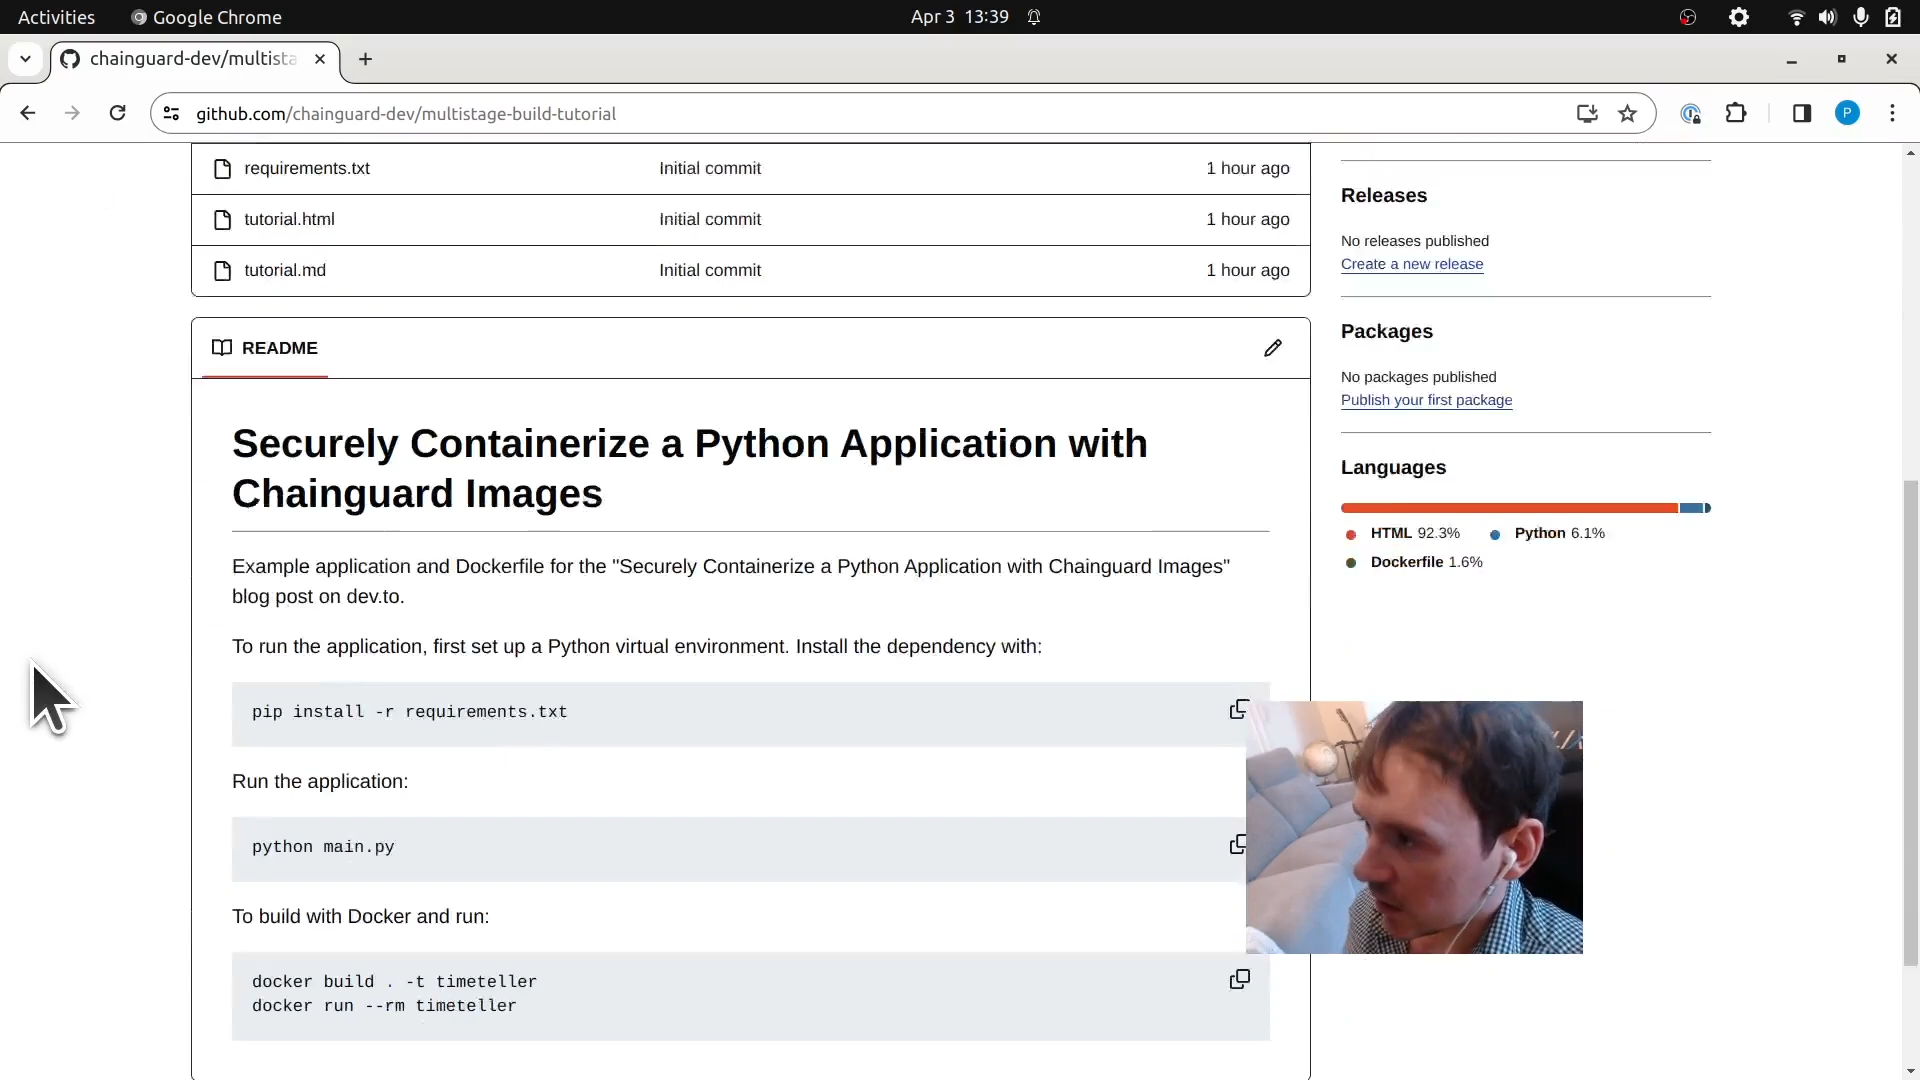 Activities
Google Chrome
Apr 3 13:39
chainguard-dev/multista
github.com/chainguard-dev/multistage-build-tutorial
P
requirements.txt Initial commit 1 hour ago
tutorial.html Initial commit 1 hour ago
tutorial.md Initial commit 1 hour ago
README
Securely Containerize a Python Application with
Chainguard Images
Example application and Dockerfile for the "Securely Containerize a Python Application with Chainguard Images"
blog post on dev.to.
To run the application, first set up a Python virtual environment. Install the dependency with:
pip install -r requirements.txt
Run the application:
python main.py
To build with Docker and run:
docker build . -t timeteller
docker run --rm timeteller
Releases
No releases published
Create a new release
Packages
No packages published
Publish your first package
Languages
HTML 92.3% Python 6.1%
Dockerfile 1.6%